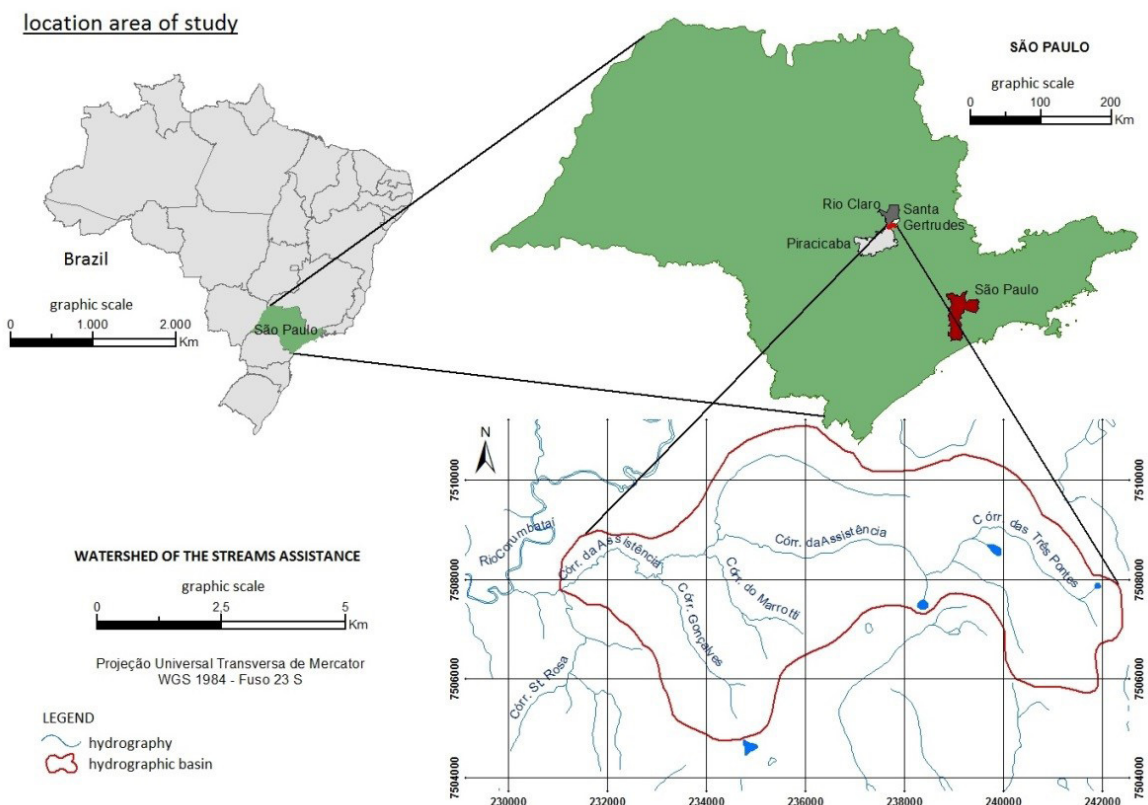 location area of study
Brazil
graphic scale
0 1.000 2.000
Km
São Paulo
SÃO PAULO
graphic scale
0 100 200
Km
Rio Claro
Santa
Gertrudes
Piracicaba
São Paulo
WATERSHED OF THE STREAMS ASSISTANCE
graphic scale
0 2,5 5
Km
Projeção Universal Transversa de Mercator
WGS 1984 - Fuso 23 S
LEGEND
hydrography
hydrographic basin
N
7510000
7508000
7506000
7504000
Rio Corumbataí
Córr. da Assistência
Córr. da Assistência
Córr. das Três Pontes
Córr. do Marrotti
Córr. Gonçalves
Córr. St. Rosa
7510000
7508000
7506000
7504000
230000 232000 234000 236000 238000 240000 242000